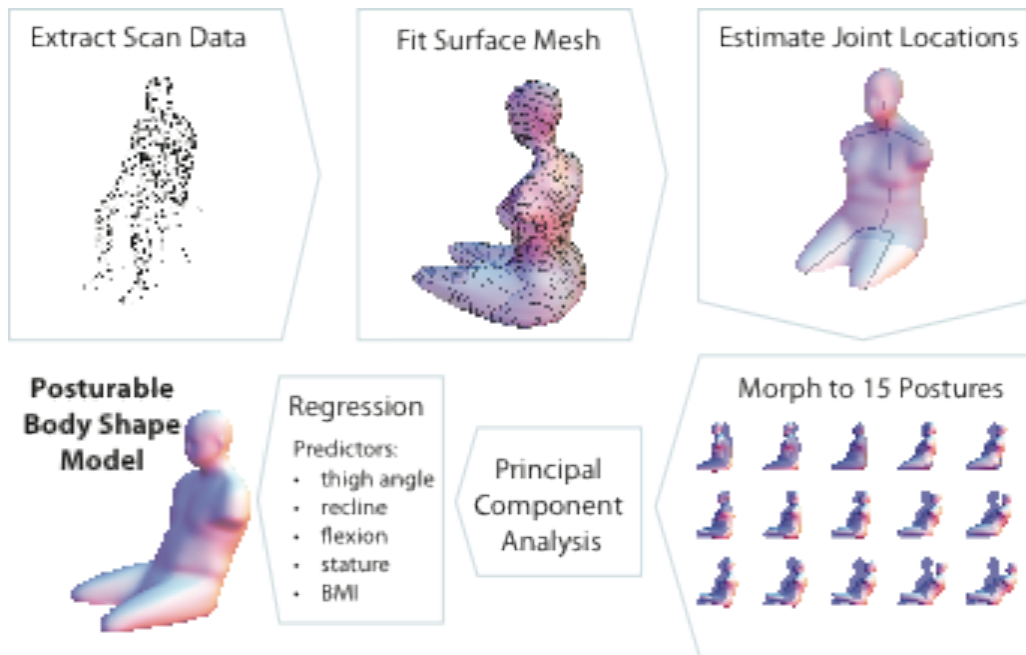 Extract Scan Data
Fit Surface Mesh
Estimate Joint Locations
Morph to 15 Postures
Principal
Component
Analysis
Regression
Predictors:
• thigh angle
• recline
• flexion
• stature
• BMI
Posturable
Body Shape
Model